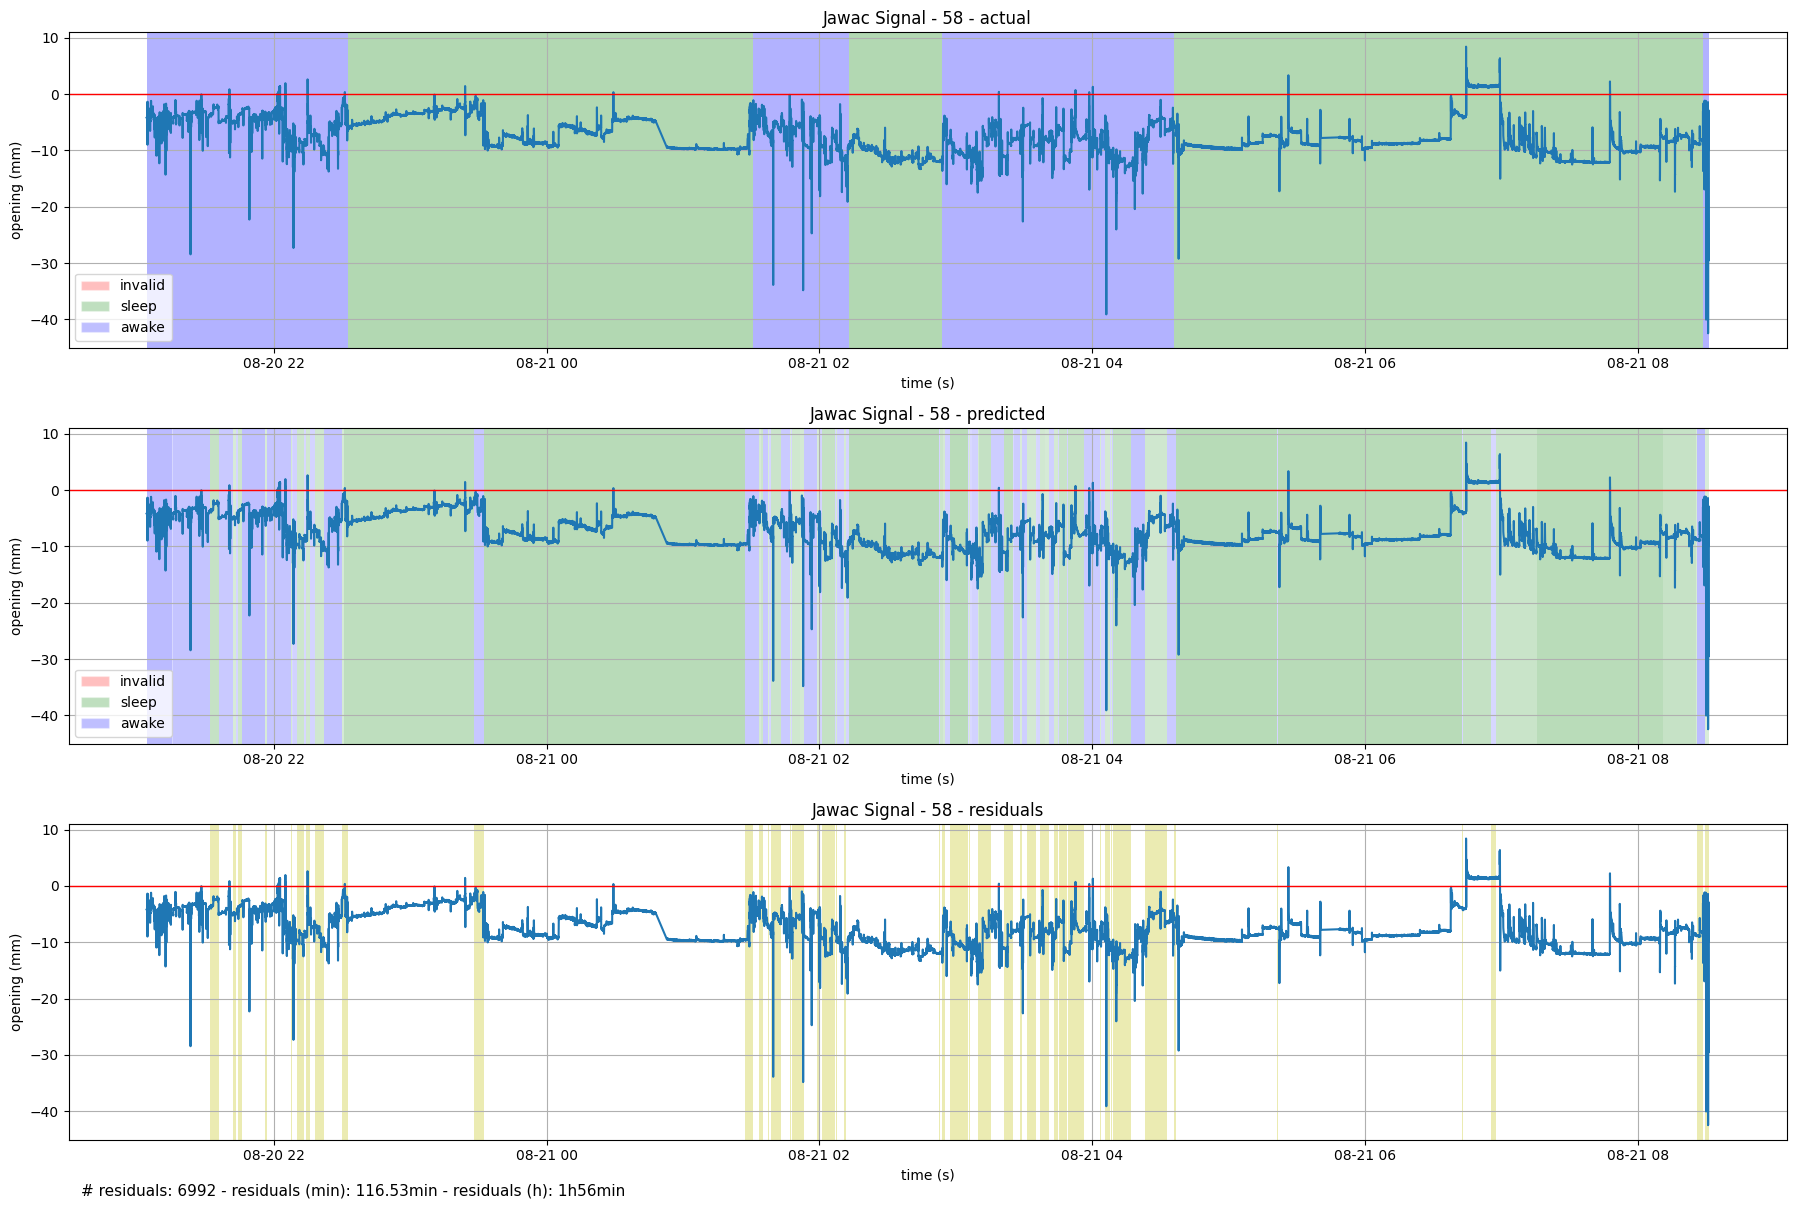 Jawac Signal - 58 - actual
opening (mm)
10
0
−10
−20
−30
−40
invalid
sleep
awake
08-20 22
08-21 00
08-21 02
08-21 04
08-21 06
08-21 08
time (s)
Jawac Signal - 58 - predicted
opening (mm)
10
0
−10
−20
−30
−40
invalid
sleep
awake
08-20 22
08-21 00
08-21 02
08-21 04
08-21 06
08-21 08
time (s)
Jawac Signal - 58 - residuals
opening (mm)
10
0
−10
−20
−30
−40
08-20 22
08-21 00
08-21 02
08-21 04
08-21 06
08-21 08
time (s)
# residuals: 6992 - residuals (min): 116.53min - residuals (h): 1h56min